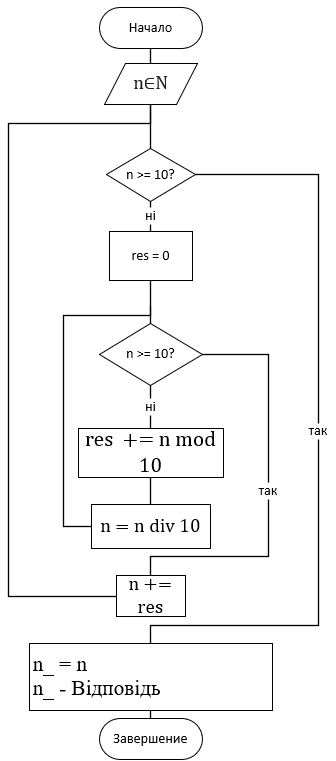 Начало
n∈N
n >= 10?
ні
res = 0
n >= 10?
ні
так
res += n mod
10
так
n = n div 10
n +=
res
n_ = n
n_ - Відповідь
Завершение